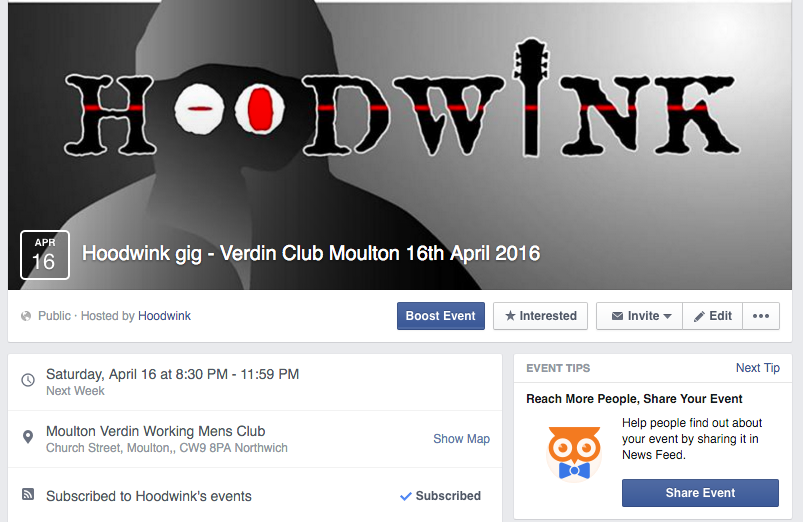 HOODWINK
APR
16
Hoodwink gig - Verdin Club Moulton 16th April 2016
Public · Hosted by Hoodwink
Boost Event
★ Interested
Invite
Edit
Saturday, April 16 at 8:30 PM - 11:59 PM
Next Week
Moulton Verdin Working Mens Club
Church Street, Moulton,, CW9 8PA Northwich
Show Map
Subscribed to Hoodwink's events
Subscribed
EVENT TIPS
Next Tip
Reach More People, Share Your Event
Help people find out about
your event by sharing it in
News Feed.
Share Event